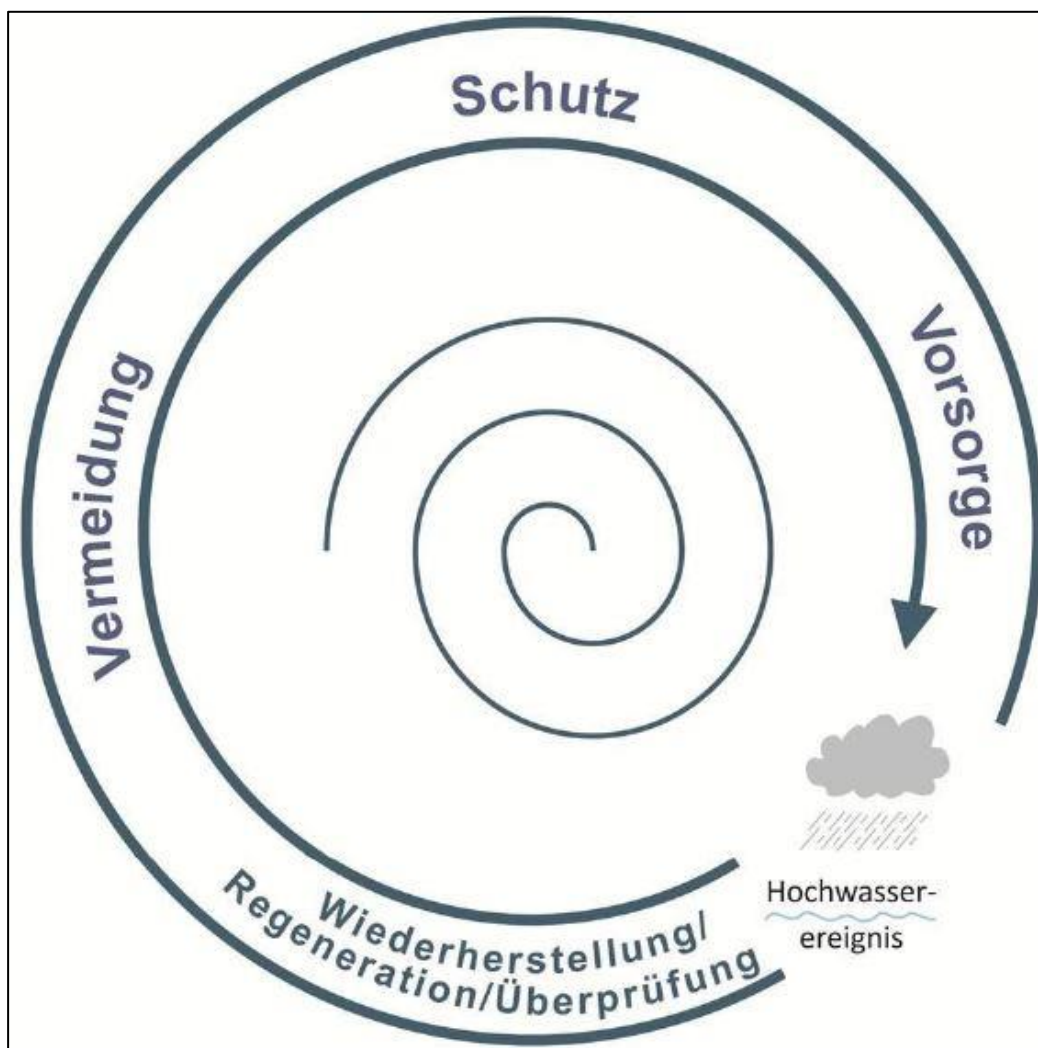 Schutz
Vorsorge
Vermeidung
Hochwasser-
ereignis
Wiederherstellung/
Regeneration/Überprüfung